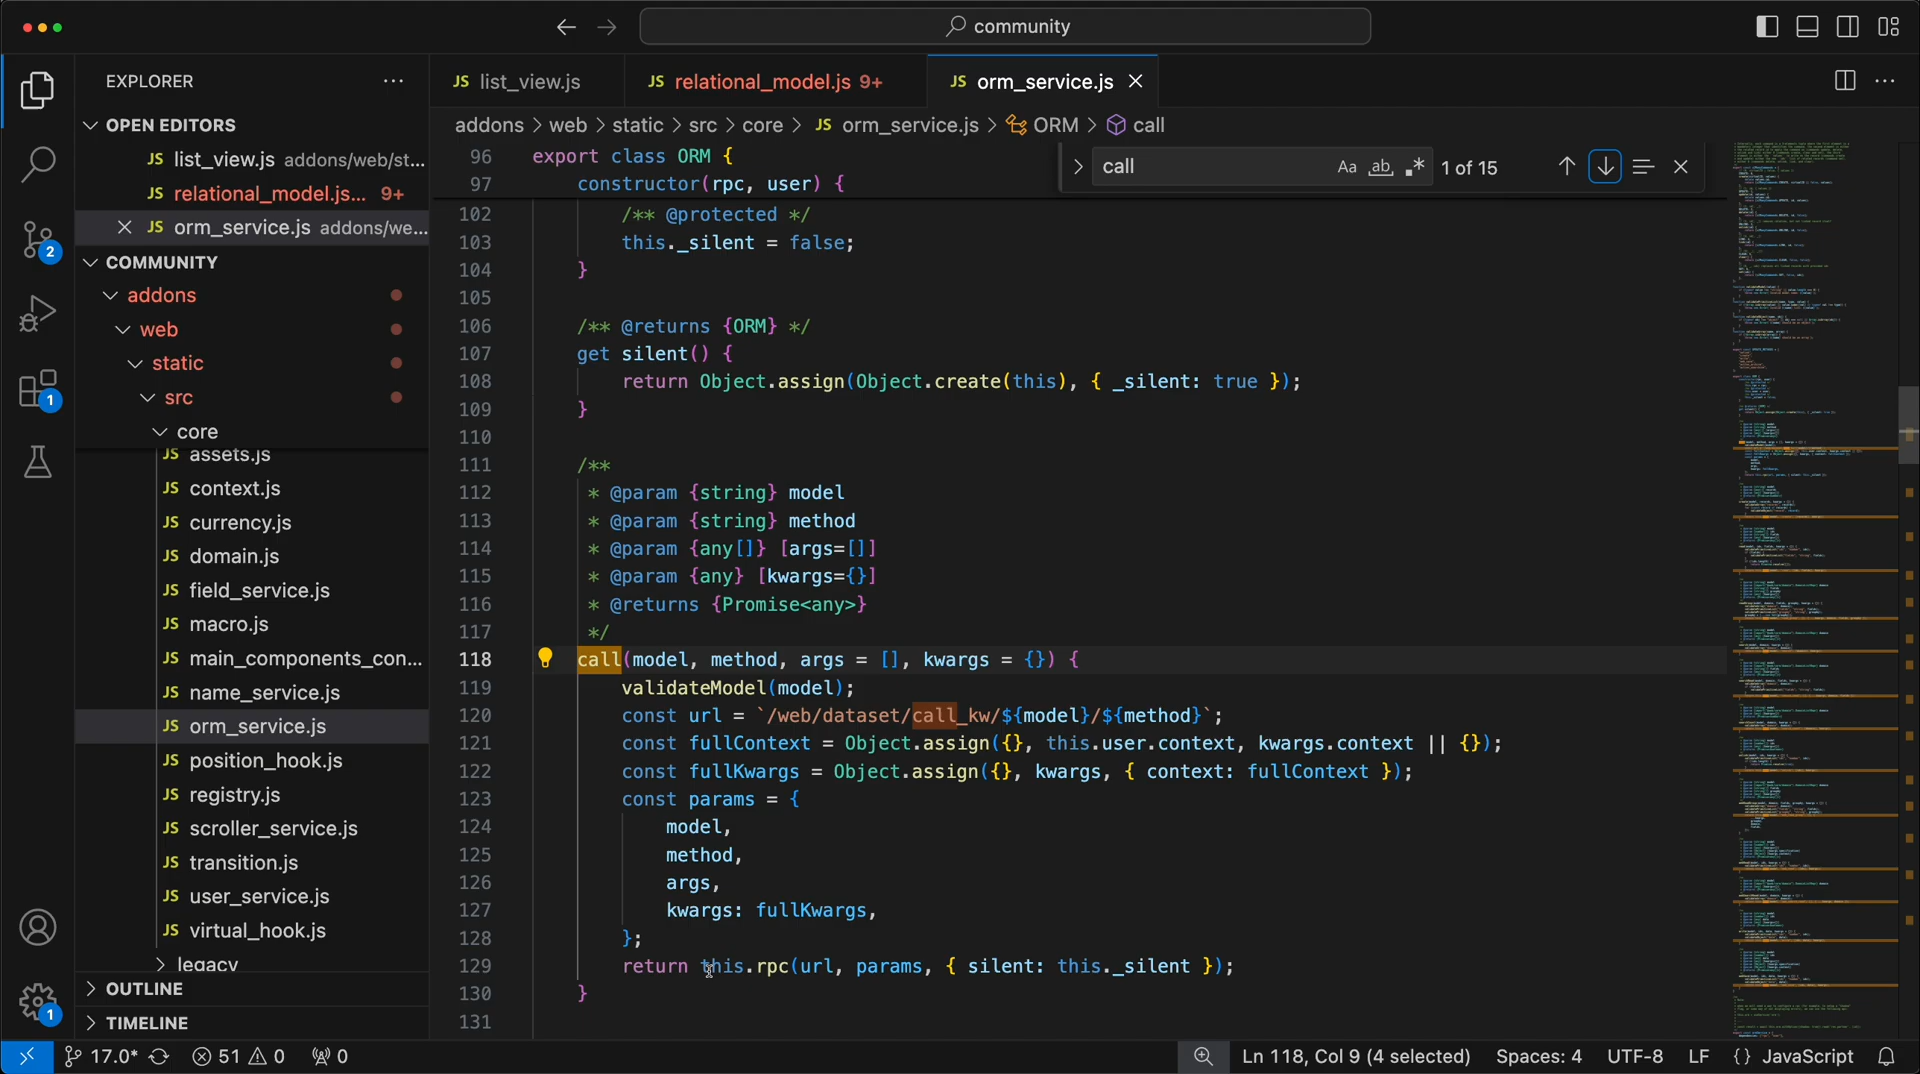 community
EXPLORER
OPEN EDITORS
JS list_view.js addons/web/st...
JS relational_model.js... 9+
JS orm_service.js addons/we...
2
COMMUNITY
addons
web
static
src
core
1
JS assets.js
JS context.js
JS currency.js
JS domain.js
JS field_service.js
JS macro.js
JS main_components_con...
JS name_service.js
JS orm_service.js
JS position_hook.js
JS registry.js
JS scroller_service.js
JS transition.js
JS user_service.js
JS virtual_hook.js
legacy
OUTLINE
TIMELINE
1
JS list_view.js
JS relational_model.js 9+
JS orm_service.js
addons > web > static > src > core > JS orm_service.js > ORM > call
call Aa ab 1 of 15
96 export class ORM {
97 constructor(rpc, user) {
102 /** @protected */
103 this._silent = false;
104 }
105
106 /** @returns {ORM} */
107 get silent() {
108 return Object.assign(Object.create(this), { _silent: true });
109 }
110
111 /**
112 * @param {string} model
113 * @param {string} method
114 * @param {any[]} [args=[]]
115 * @param {any} [kwargs={}]
116 * @returns {Promise<any>}
117 */
118 call(model, method, args = [], kwargs = {}) {
119 validateModel(model);
120 const url = `/web/dataset/call_kw/${model}/${method}`;
121 const fullContext = Object.assign({}, this.user.context, kwargs.context || {});
122 const fullKwargs = Object.assign({}, kwargs, { context: fullContext });
123 const params = {
124 model,
125 method,
126 args,
127 kwargs: fullKwargs,
128 };
129 return this.rpc(url, params, { silent: this._silent });
130 }
131
17.0* 51 0 0 Ln 118, Col 9 (4 selected) Spaces: 4 UTF-8 LF {} JavaScript